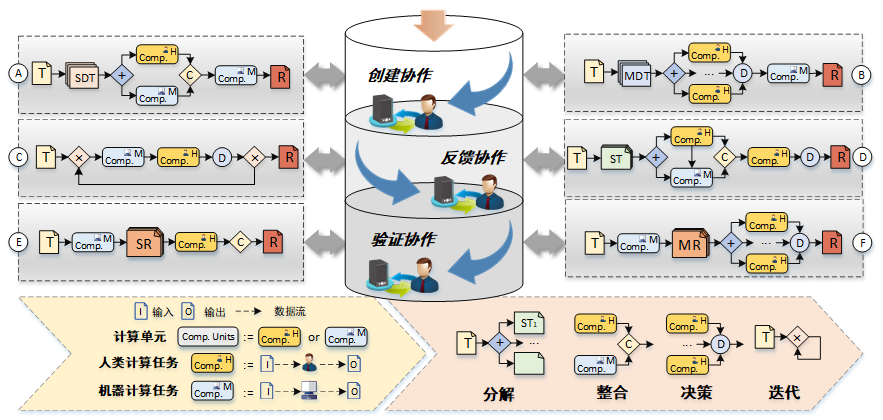 A
T
SDT
+
Comp. H
Comp. M
C
Comp. M
R
创建协作
B
T
MDT
+
Comp. H
...
Comp. H
D
Comp. M
R
C
T
×
Comp. M
Comp. H
D
×
R
反馈协作
D
T
ST
+
Comp. H
Comp. M
C
Comp. H
D
R
E
T
Comp. M
SR
Comp. H
C
R
验证协作
F
T
Comp. M
MR
+
Comp. H
...
Comp. H
D
R
I 输入 O 输出 数据流
计算单元 Comp. Units := Comp. H or Comp. M
人类计算任务 Comp. H := I O
机器计算任务 Comp. M := I O
T
+
ST1
...
分解
Comp. H
Comp. M
C
整合
Comp. H
...
Comp. H
D
决策
T
×
迭代